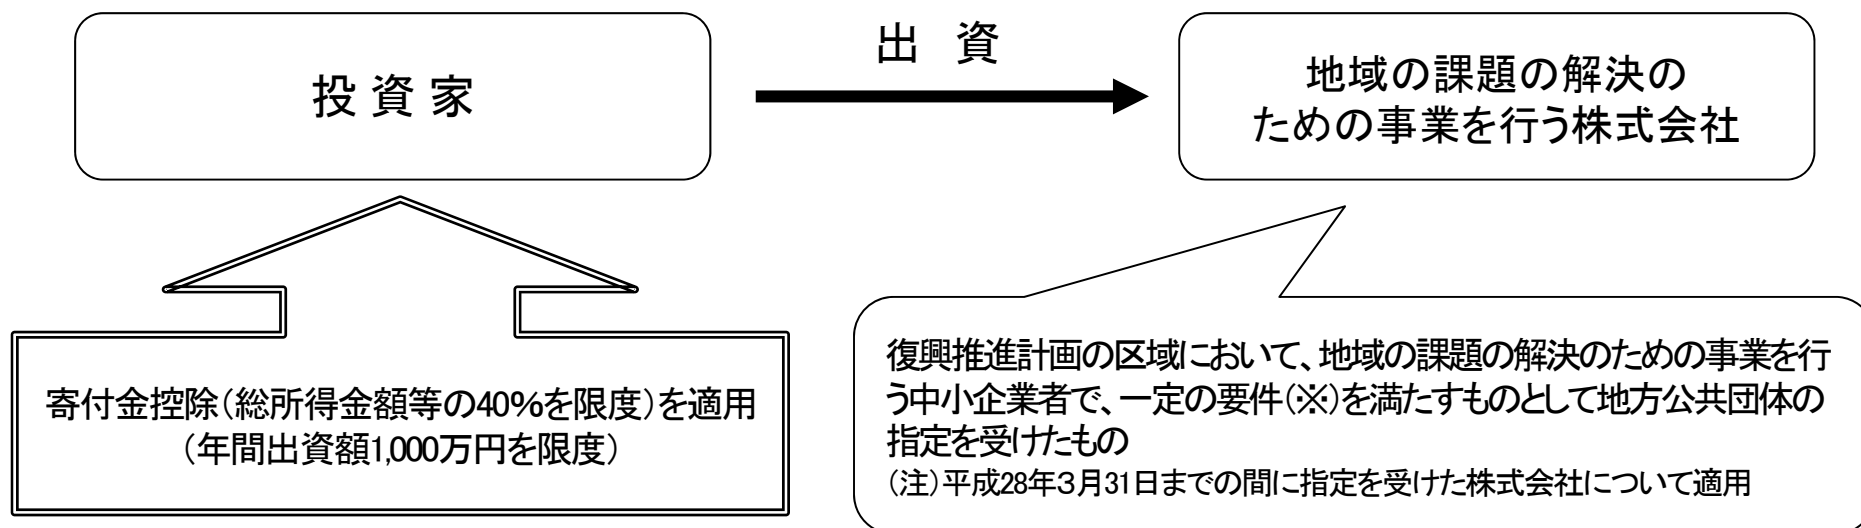 投資家
出 資
地域の課題の解決の
ための事業を行う株式会社
寄付金控除(総所得金額等の40%を限度)を適用
(年間出資額1,000万円を限度)
復興推進計画の区域において、地域の課題の解決のための事業を行
う中小企業者で、一定の要件(※)を満たすものとして地方公共団体の
指定を受けたもの
(注)平成28年3月31日までの間に指定を受けた株式会社について適用